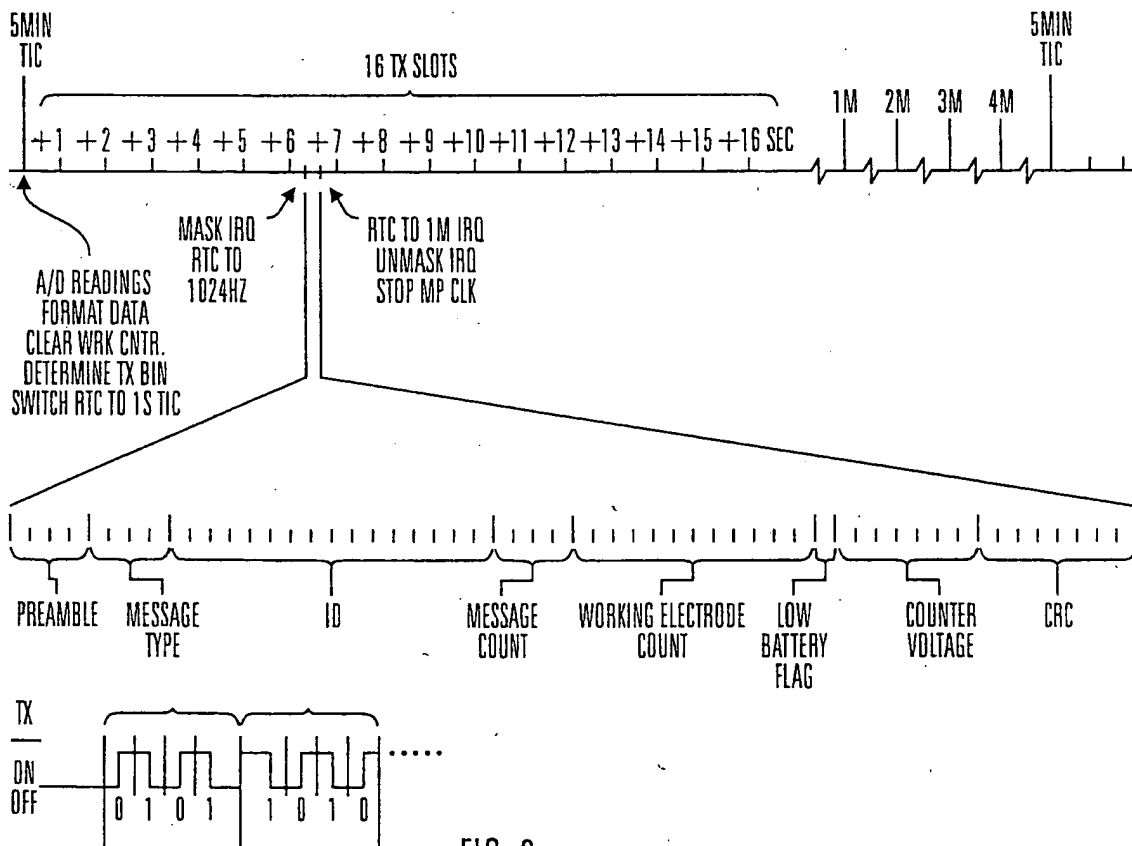 5MIN
TIC
5MIN
TIC
16 TX SLOTS
1M 2M 3M 4M
+1 +2 +3 +4 +5 +6 +7 +8 +9 +10 +11 +12 +13 +14 +15 +16 SEC
MASK IRQ
RTC TO
1024HZ
RTC TO 1M IRQ
UNMASK IRQ
STOP MP CLK
A/D READINGS
FORMAT DATA
CLEAR WRK CNTR.
DETERMINE TX BIN
SWITCH RTC TO 1S TIC
PREAMBLE
MESSAGE
TYPE
ID
MESSAGE
COUNT
WORKING ELECTRODE
COUNT
LOW
BATTERY
FLAG
COUNTER
VOLTAGE
CRC
TX
ON
OFF
0 1 0 1 1 0 1 0